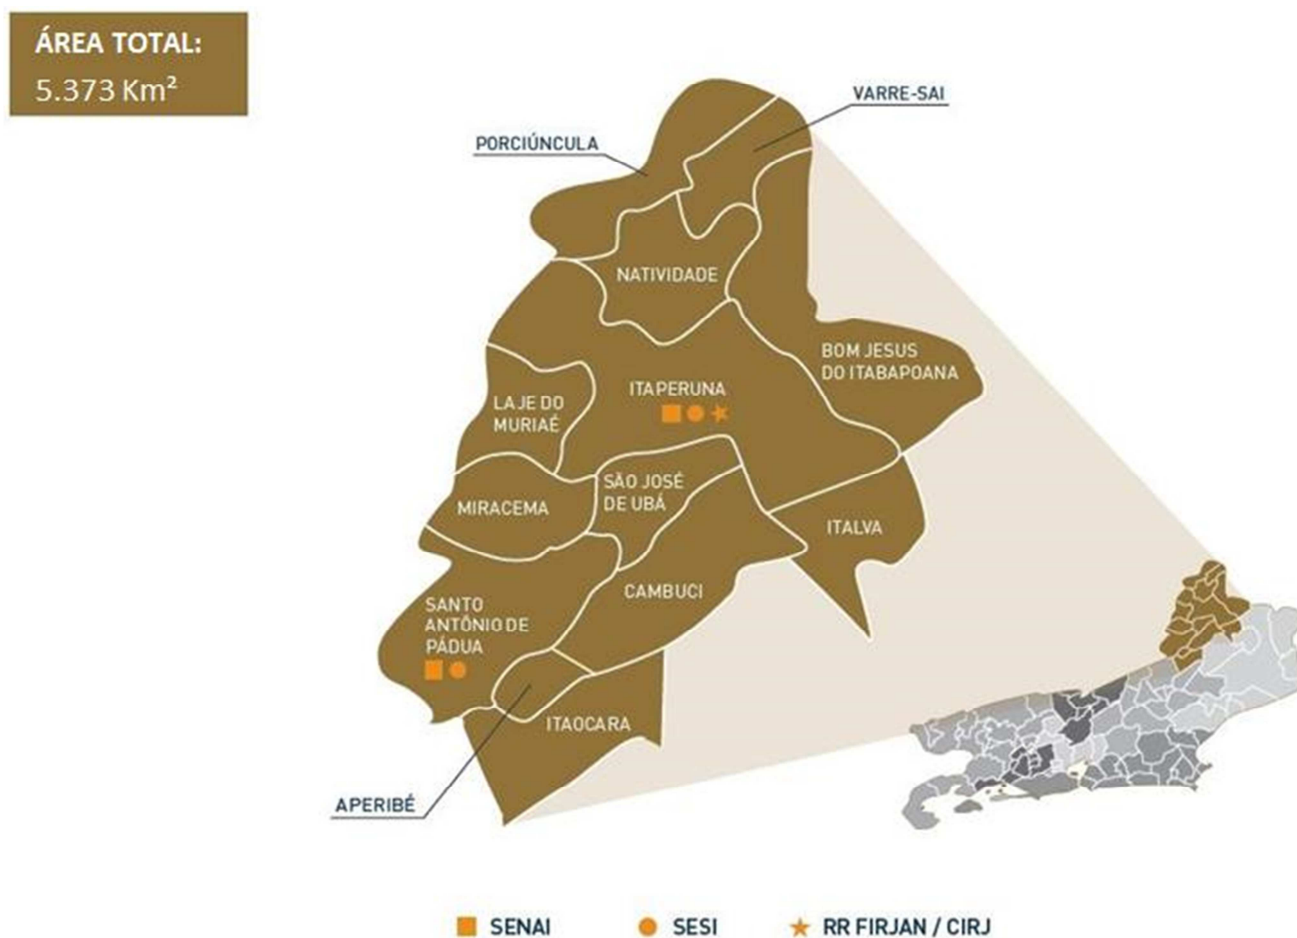 ÁREA TOTAL:
5.373 Km²
VARRE-SAI
PORCIÚNCULA
NATIVIDADE
BOM JESUS
DO ITABAPOANA
ITAPERUNA
LAJE DO
MURIAÉ
SÃO JOSÉ
DE UBÁ
MIRACEMA
ITALVA
CAMBUCI
SANTO
ANTÔNIO DE
PÁDUA
ITAOCARA
APERIBÉ
SENAI
SESI
RR FIRJAN / CIRJ